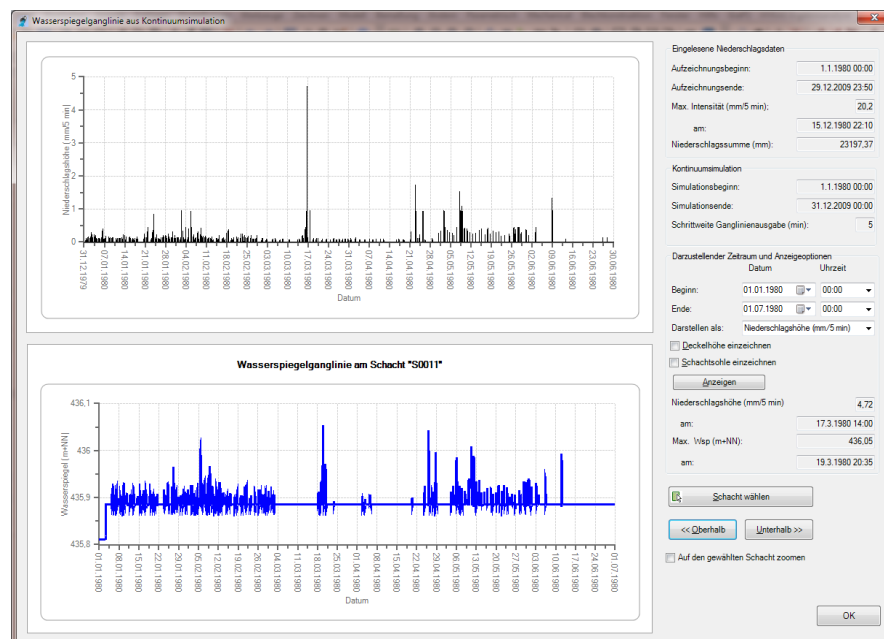 Wasserspiegelganglinie aus Kontinuumsimulation
Niederschlagshöhe (mm/5 min)
5
4
3
2
1
0
31.12.1979
07.01.1980
14.01.1980
21.01.1980
28.01.1980
04.02.1980
11.02.1980
18.02.1980
25.02.1980
03.03.1980
10.03.1980
17.03.1980
24.03.1980
31.03.1980
07.04.1980
14.04.1980
21.04.1980
28.04.1980
05.05.1980
12.05.1980
19.05.1980
26.05.1980
02.06.1980
09.06.1980
16.06.1980
23.06.1980
30.06.1980
Datum
Wasserspiegelganglinie am Schacht "S0011"
Wasserspiegel (m+NN)
436,1
436
435,9
435,8
01.01.1980
08.01.1980
15.01.1980
22.01.1980
29.01.1980
05.02.1980
12.02.1980
19.02.1980
26.02.1980
04.03.1980
11.03.1980
18.03.1980
25.03.1980
01.04.1980
08.04.1980
15.04.1980
22.04.1980
29.04.1980
06.05.1980
13.05.1980
20.05.1980
27.05.1980
03.06.1980
10.06.1980
17.06.1980
24.06.1980
01.07.1980
Datum
Eingelesene Niederschlagsdaten
Aufzeichnungsbeginn: 1.1.1980 00:00
Aufzeichnungsende: 29.12.2009 23:50
Max. Intensität (mm/5 min): 20,2
am: 15.12.1980 22:10
Niederschlagssumme (mm): 23197,37
Kontinuumsimulation
Simulationsbeginn: 1.1.1980 00:00
Simulationsende: 31.12.2009 00:00
Schrittweite Ganglinienausgabe (min): 5
Darzustellender Zeitraum und Anzeigeoptionen
Datum Uhrzeit
Beginn: 01.01.1980 00:00
Ende: 01.07.1980 00:00
Darstellen als: Niederschlagshöhe (mm/5 min)
Deckelhöhe einzeichnen
Schachtsohle einzeichnen
Anzeigen
Niederschlagshöhe (mm/5 min) 4,72
am: 17.3.1980 14:00
Max. Wsp (m+NN): 436,05
am: 19.3.1980 20:35
Schacht wählen
<< Oberhalb Unterhalb >>
Auf den gewählten Schacht zoomen
OK